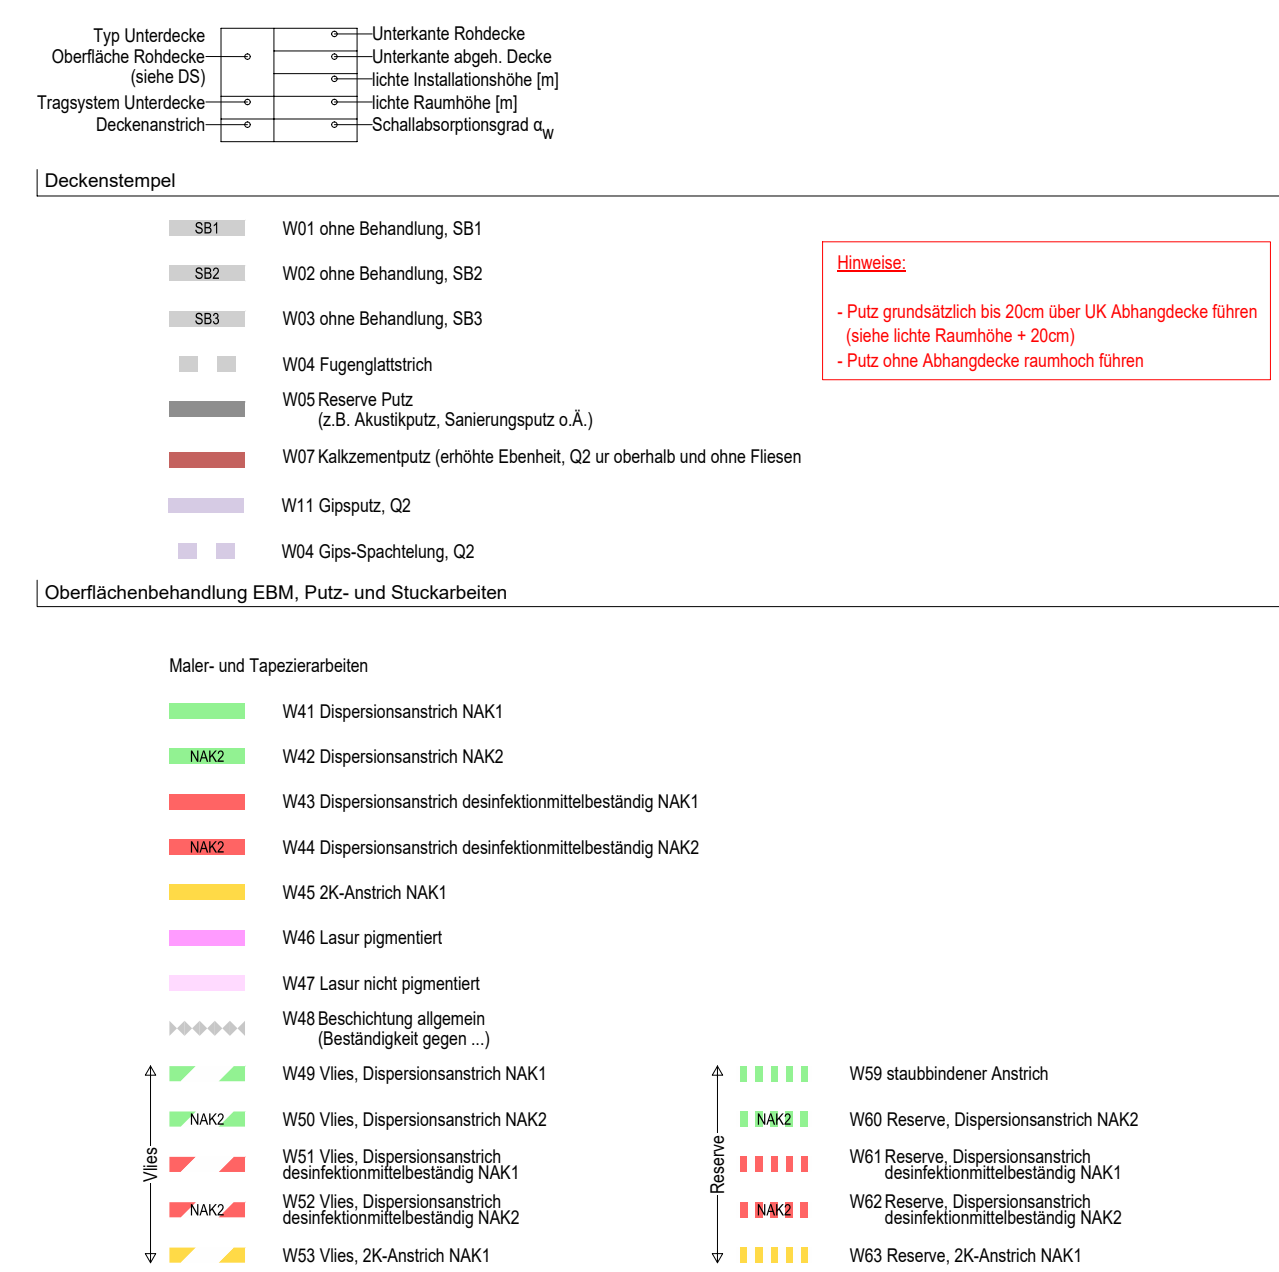 Typ Unterdecke
Oberfläche Rohdecke
(siehe DS)
Tragsystem Unterdecke
Deckenanstrich
Unterkante Rohdecke
Unterkante abgeh. Decke
lichte Installationshöhe [m]
lichte Raumhöhe [m]
Schallabsorptionsgrad αw
Deckenstempel
SB1 W01 ohne Behandlung, SB1
SB2 W02 ohne Behandlung, SB2
SB3 W03 ohne Behandlung, SB3
W04 Fugenglattstrich
W05 Reserve Putz
(z.B. Akustikputz, Sanierungsputz o.Ä.)
W07 Kalkzementputz (erhöhte Ebenheit, Q2 ur oberhalb und ohne Fliesen
W11 Gipsputz, Q2
W04 Gips-Spachtelung, Q2
Hinweise:
- Putz grundsätzlich bis 20cm über UK Abhangdecke führen
(siehe lichte Raumhöhe + 20cm)
- Putz ohne Abhangdecke raumhoch führen
Oberflächenbehandlung EBM, Putz- und Stuckarbeiten
Maler- und Tapezierarbeiten
W41 Dispersionsanstrich NAK1
NAK2 W42 Dispersionsanstrich NAK2
W43 Dispersionsanstrich desinfektionmittelbeständig NAK1
NAK2 W44 Dispersionsanstrich desinfektionmittelbeständig NAK2
W45 2K-Anstrich NAK1
W46 Lasur pigmentiert
W47 Lasur nicht pigmentiert
W48 Beschichtung allgemein
(Beständigkeit gegen ...)
Vlies
W49 Vlies, Dispersionsanstrich NAK1
NAK2 W50 Vlies, Dispersionsanstrich NAK2
W51 Vlies, Dispersionsanstrich
desinfektionmittelbeständig NAK1
NAK2 W52 Vlies, Dispersionsanstrich
desinfektionmittelbeständig NAK2
W53 Vlies, 2K-Anstrich NAK1
Reserve
W59 staubbindener Anstrich
NAK2 W60 Reserve, Dispersionsanstrich NAK2
W61 Reserve, Dispersionsanstrich
desinfektionmittelbeständig NAK1
NAK2 W62 Reserve, Dispersionsanstrich
desinfektionmittelbeständig NAK2
W63 Reserve, 2K-Anstrich NAK1